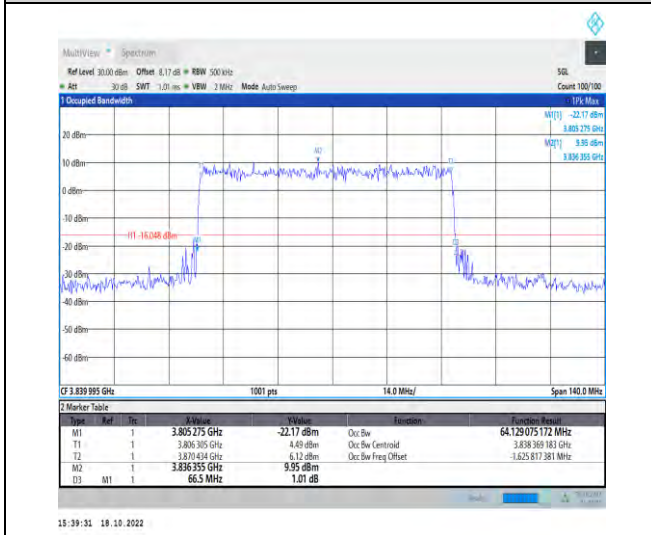 MultiView Spectrum
Ref Level 30.00 dBm Offset 8.17 dB RBW 500 kHz SGL
Att 30 dB SWT 1.01 ms VBW 2 MHz Mode Auto Sweep Count 100/100
1 Occupied Bandwidth 1Pk Max
M1[1] -22.17 dBm
3.805 275 GHz
M2[1] 9.95 dBm
3.836 355 GHz
20 dBm
M2
10 dBm
T1
0 dBm
-10 dBm
H1 -16.048 dBm
M1
-20 dBm
-30 dBm
-40 dBm
-50 dBm
-60 dBm
CF 3.839 995 GHz 1001 pts 14.0 MHz/ Span 140.0 MHz
2 Marker Table
Type Ref Trc X-Value Y-Value Function Function Result
M1 1 3.805 275 GHz -22.17 dBm Occ Bw 64.129 075 172 MHz
T1 1 3.806 305 GHz 4.49 dBm Occ Bw Centroid 3.838 369 183 GHz
T2 1 3.870 434 GHz 6.12 dBm Occ Bw Freq Offset -1.625 817 381 MHz
M2 1 3.836 355 GHz 9.95 dBm
D3 M1 1 66.5 MHz 1.01 dB
15:39:31 18.10.2022